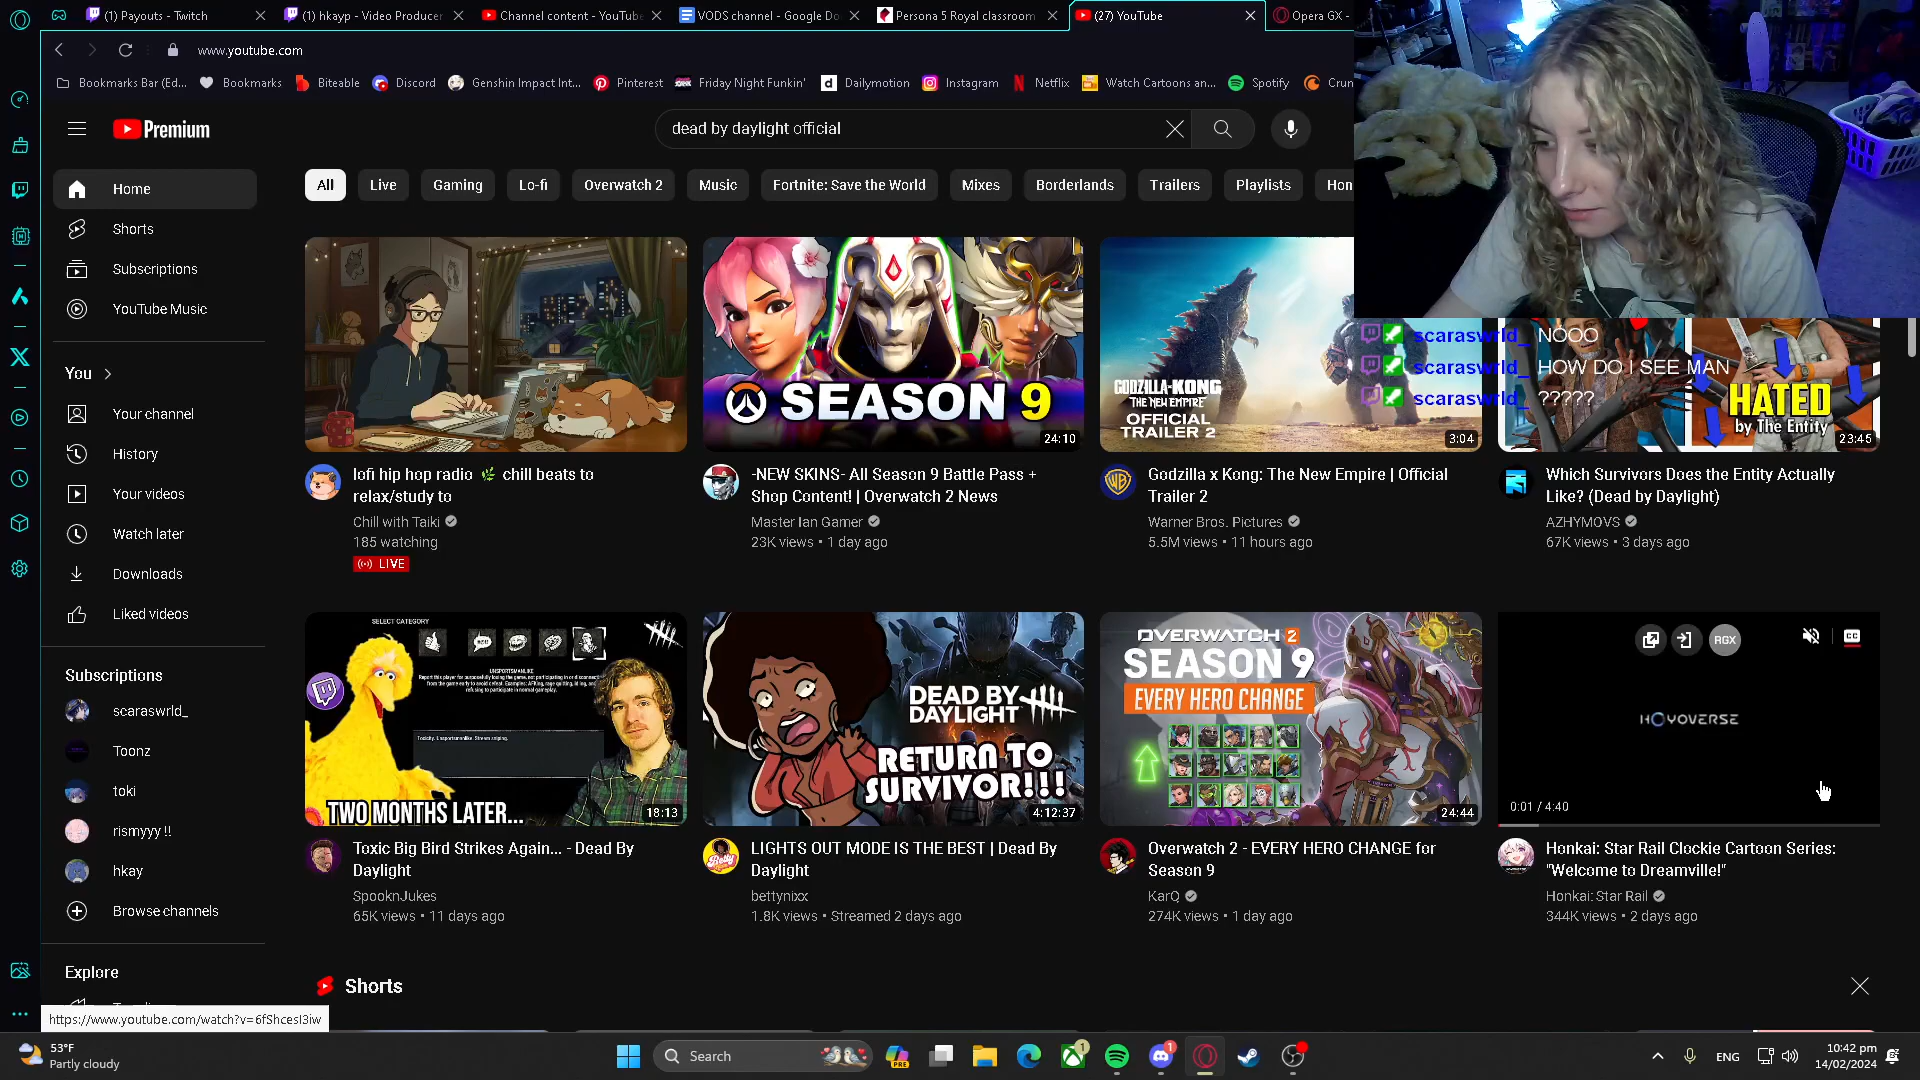 (1) Payouts - Twitch
(1) hkayp - Video Producer
Channel content - YouTube
VODS channel - Google Do
Persona 5 Royal classroom
(27) YouTube
Opera GX -
www.youtube.com
Bookmarks Bar (Ed...
Bookmarks
Biteable
Discord
Genshin Impact Int...
Pinterest
Friday Night Funkin'
Dailymotion
Instagram
Netflix
Watch Cartoons an...
Spotify
Crun
Premium
dead by daylight official
All
Live
Gaming
Lo-fi
Overwatch 2
Music
Fortnite: Save the World
Mixes
Borderlands
Trailers
Playlists
Hon
Home
Shorts
Subscriptions
YouTube Music
You
Your channel
History
Your videos
Watch later
Downloads
Liked videos
Subscriptions
scaraswrld_
Toonz
toki
rismyyy !!
hkay
Browse channels
Explore
SEASON 9
24:10
GODZILLA x KONG
THE NEW EMPIRE
OFFICIAL
TRAILER 2
3:04
scaraswrld_ NOOO
scaraswrld_ HOW DO I SEE MAN
scaraswrld_ ?????
HATED
by The Entity
23:45
lofi hip hop radio 🌿 chill beats to
relax/study to
Chill with Taiki
185 watching
LIVE
-NEW SKINS- All Season 9 Battle Pass +
Shop Content! | Overwatch 2 News
Master Ian Gamer
23K views • 1 day ago
Godzilla x Kong: The New Empire | Official
Trailer 2
Warner Bros. Pictures
5.5M views • 11 hours ago
Which Survivors Does the Entity Actually
Like? (Dead by Daylight)
AZHYMOVS
67K views • 3 days ago
SELECT CATEGORY
UNSPORTSMANLIKE
TWO MONTHS LATER...
18:13
DEAD BY
DAYLIGHT
RETURN TO
SURVIVOR!!!
4:12:37
OVERWATCH 2
SEASON 9
EVERY HERO CHANGE
24:44
RGX
CC
HOYOVERSE
0:01 / 4:40
Toxic Big Bird Strikes Again... - Dead By
Daylight
SpooknJukes
65K views • 11 days ago
LIGHTS OUT MODE IS THE BEST | Dead By
Daylight
bettynixx
1.8K views • Streamed 2 days ago
Overwatch 2 - EVERY HERO CHANGE for
Season 9
KarQ
274K views • 1 day ago
Honkai: Star Rail Clockie Cartoon Series:
"Welcome to Dreamville!"
Honkai: Star Rail
344K views • 2 days ago
Shorts
https://www.youtube.com/watch?v=6fShcesI3iw
53°F
Partly cloudy
Search
PRE
1
1
ENG
10:42 pm
14/02/2024